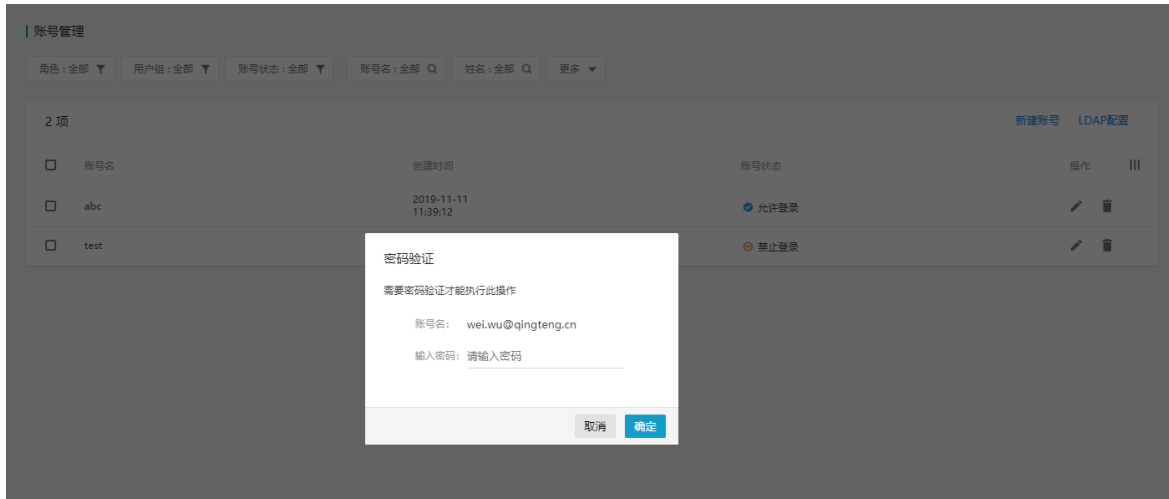 账号管理
角色：全部 用户组：全部 账号状态：全部 账号名：全部 姓名：全部 更多
2 项 新建账号 LDAP配置
账号名 创建时间 账号状态 操作
abc 2019-11-11 11:39:12 允许登录
test 禁止登录
密码验证
需要密码验证才能执行此操作
账号名： wei.wu@qingteng.cn
输入密码： 请输入密码
取消 确定